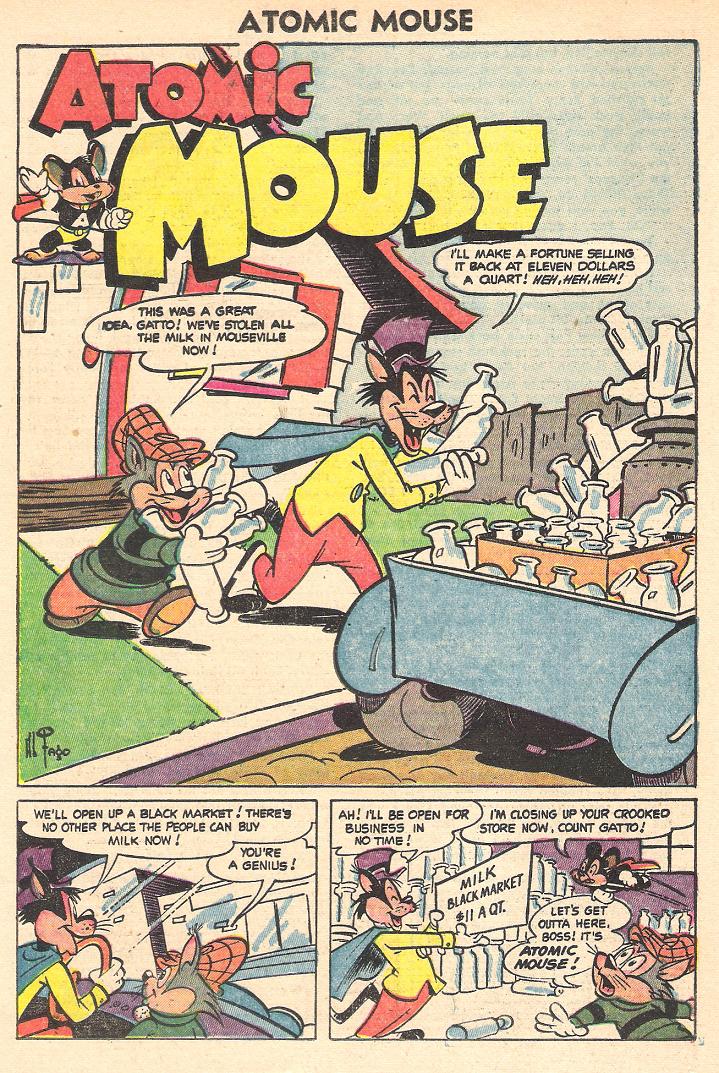 ATOMIC MOUSE
ATOMIC
MOUSE
A
I'LL MAKE A FORTUNE SELLING
IT BACK AT ELEVEN DOLLARS
A QUART! HEH, HEH, HEH!
THIS WAS A GREAT
IDEA, GATTO! WE'VE STOLEN ALL
THE MILK IN MOUSEVILLE
NOW!
Al Fago
WE'LL OPEN UP A BLACK MARKET! THERE'S
NO OTHER PLACE THE PEOPLE CAN BUY
MILK NOW!
YOU'RE
A GENIUS!
AH! I'LL BE OPEN FOR
BUSINESS IN
NO TIME!
I'M CLOSING UP YOUR CROOKED
STORE NOW, COUNT GATTO!
MILK
BLACK MARKET
$11 A QT.
LET'S GET
OUTTA HERE,
BOSS! IT'S
ATOMIC
MOUSE!